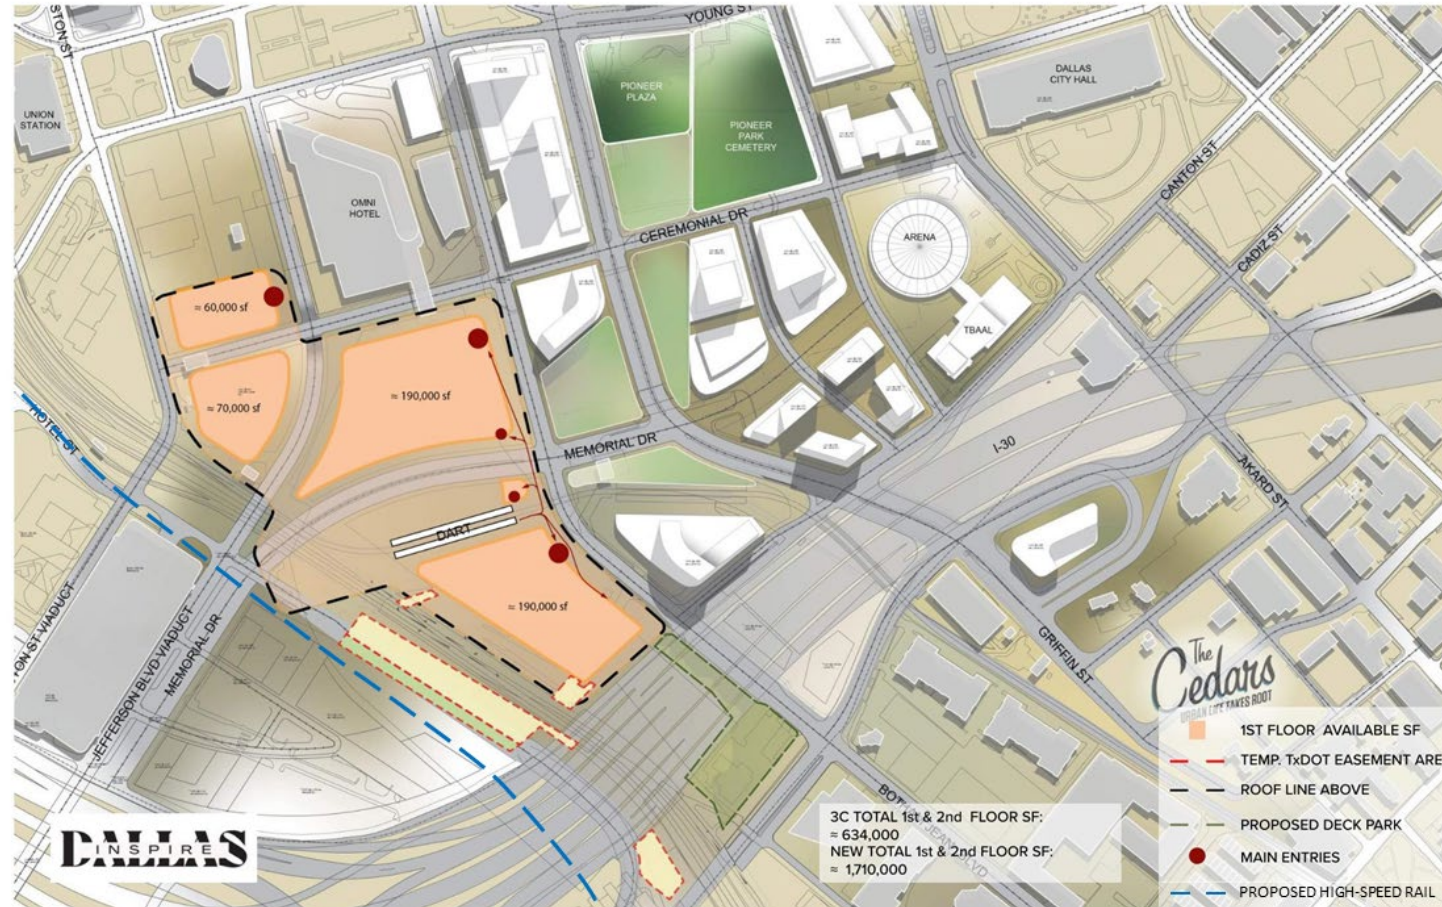 YOUNG ST
UNION
STATION
PIONEER
PLAZA
PIONEER
PARK
CEMETERY
DALLAS
CITY HALL
OMNI
HOTEL
CANTON ST
CEREMONIAL DR
ARENA
CADIZ ST
TBAAL
≈ 60,000 sf
≈ 70,000 sf
≈ 190,000 sf
HOTEL ST
MEMORIAL DR
I-30
AKARD ST
DART
≈ 190,000 sf
JEFFERSON BLVD VIADUCT
MEMORIAL DR
GRIFFIN ST
The
Cedars
URBAN LIFE TAKES ROOT
DALLAS
INSPIRES
3C TOTAL 1st & 2nd FLOOR SF:
≈ 634,000
NEW TOTAL 1st & 2nd FLOOR SF:
≈ 1,710,000
1ST FLOOR AVAILABLE SF
TEMP. TxDOT EASEMENT ARE
ROOF LINE ABOVE
PROPOSED DECK PARK
MAIN ENTRIES
PROPOSED HIGH-SPEED RAIL